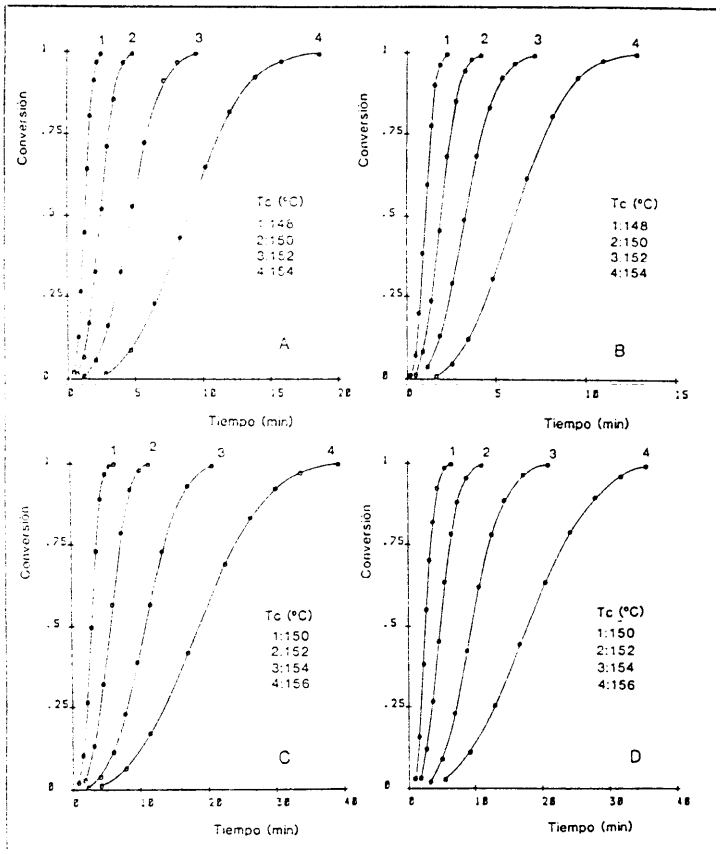 1 2 3 4
1
.75
.5
.25
0
Conversión
Tc (ºC)
1:148
2:150
3:152
4:154
A
0 5 10 15 20
Tiempo (min)
1 2 3 4
1
.75
.5
.25
0
Conversión
Tc (ºC)
1:148
2:150
3:152
4:154
B
0 5 10 15
Tiempo (min)
1 2 3 4
1
.75
.5
.25
0
Conversión
Tc (ºC)
1:150
2:152
3:154
4:156
C
0 10 20 30 40
Tiempo (min)
1 2 3 4
1
.75
.5
.25
0
Conversión
Tc (ºC)
1:150
2:152
3:154
4:156
D
0 10 20 30 40
Tiempo (min)